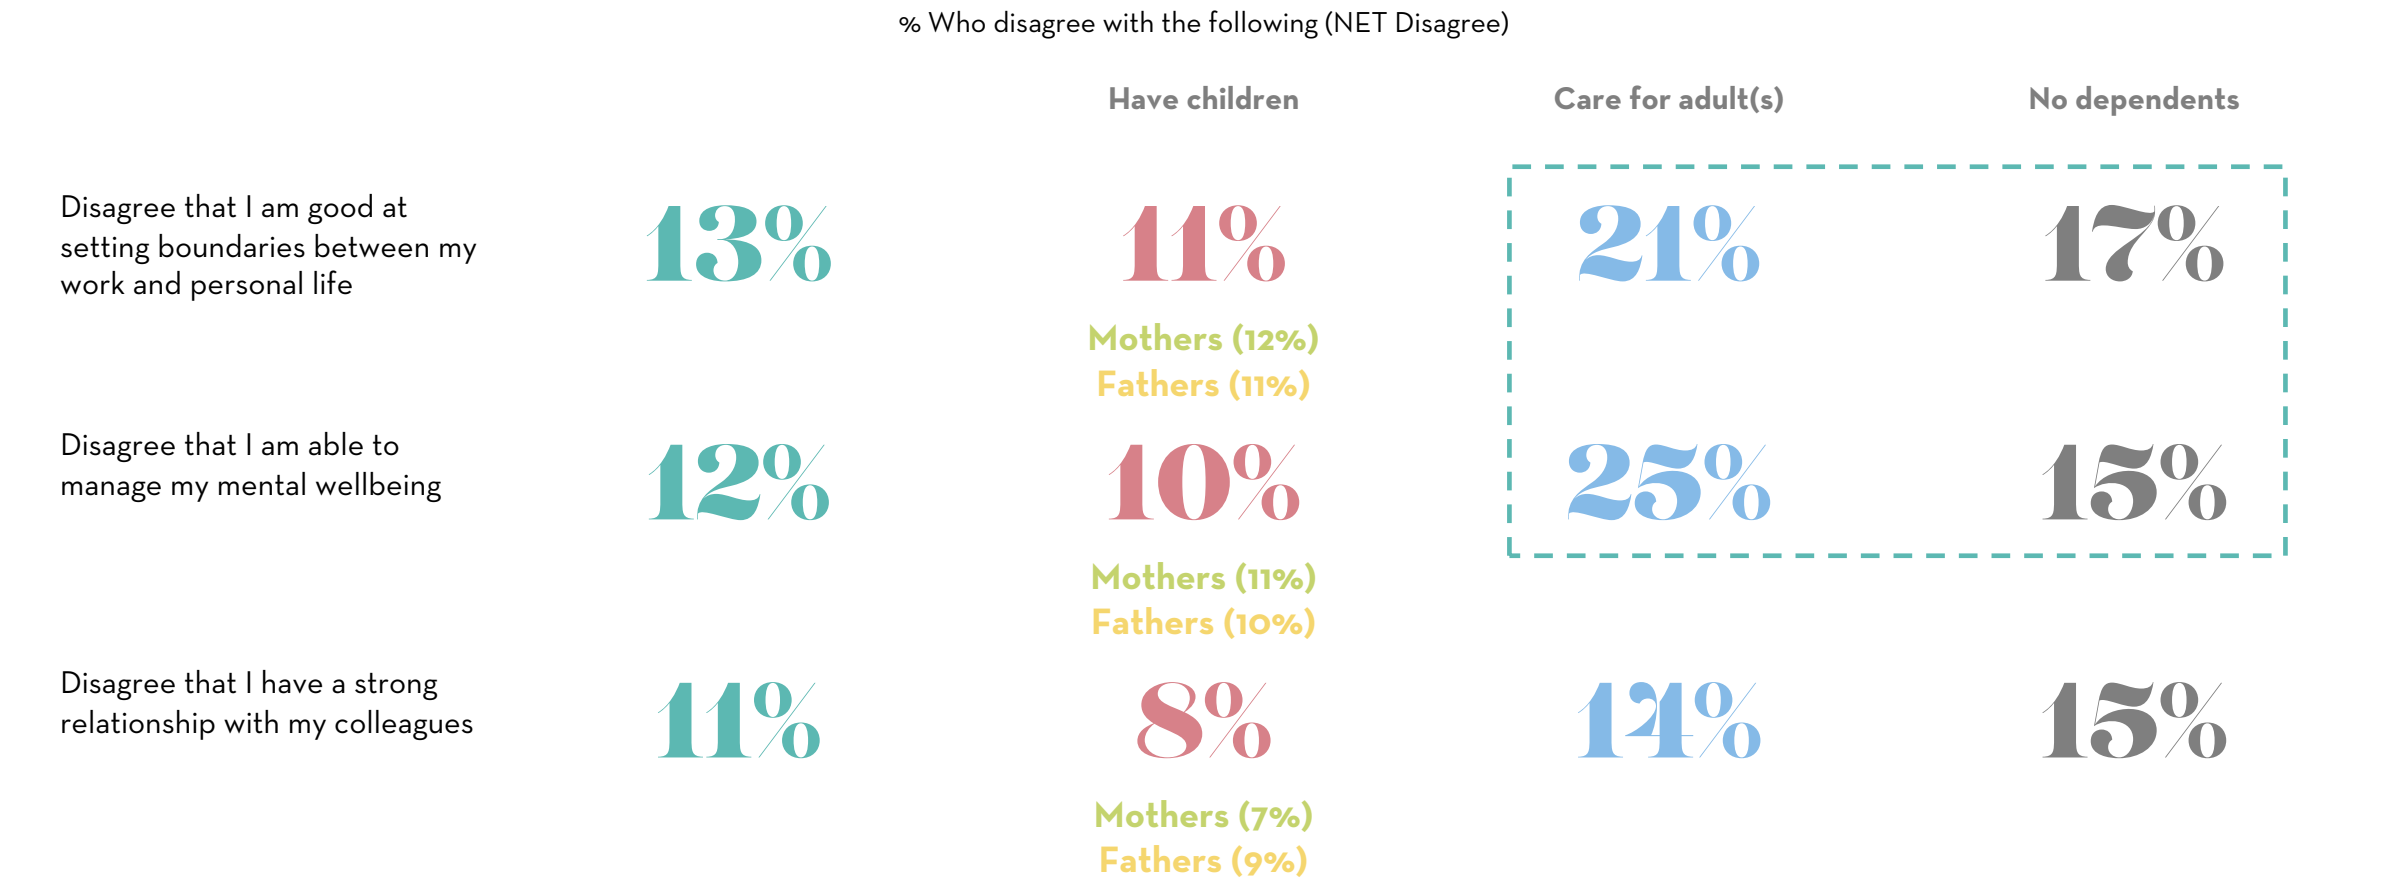 % Who disagree with the following (NET Disagree)
Have children
Care for adult(s)
No dependents
Disagree that I am good at
setting boundaries between my
work and personal life
13%
11%
21%
17%
Mothers (12%)
Fathers (11%)
Disagree that I am able to
manage my mental wellbeing
12%
10%
25%
15%
Mothers (11%)
Fathers (10%)
Disagree that I have a strong
relationship with my colleagues
11%
8%
14%
15%
Mothers (7%)
Fathers (9%)